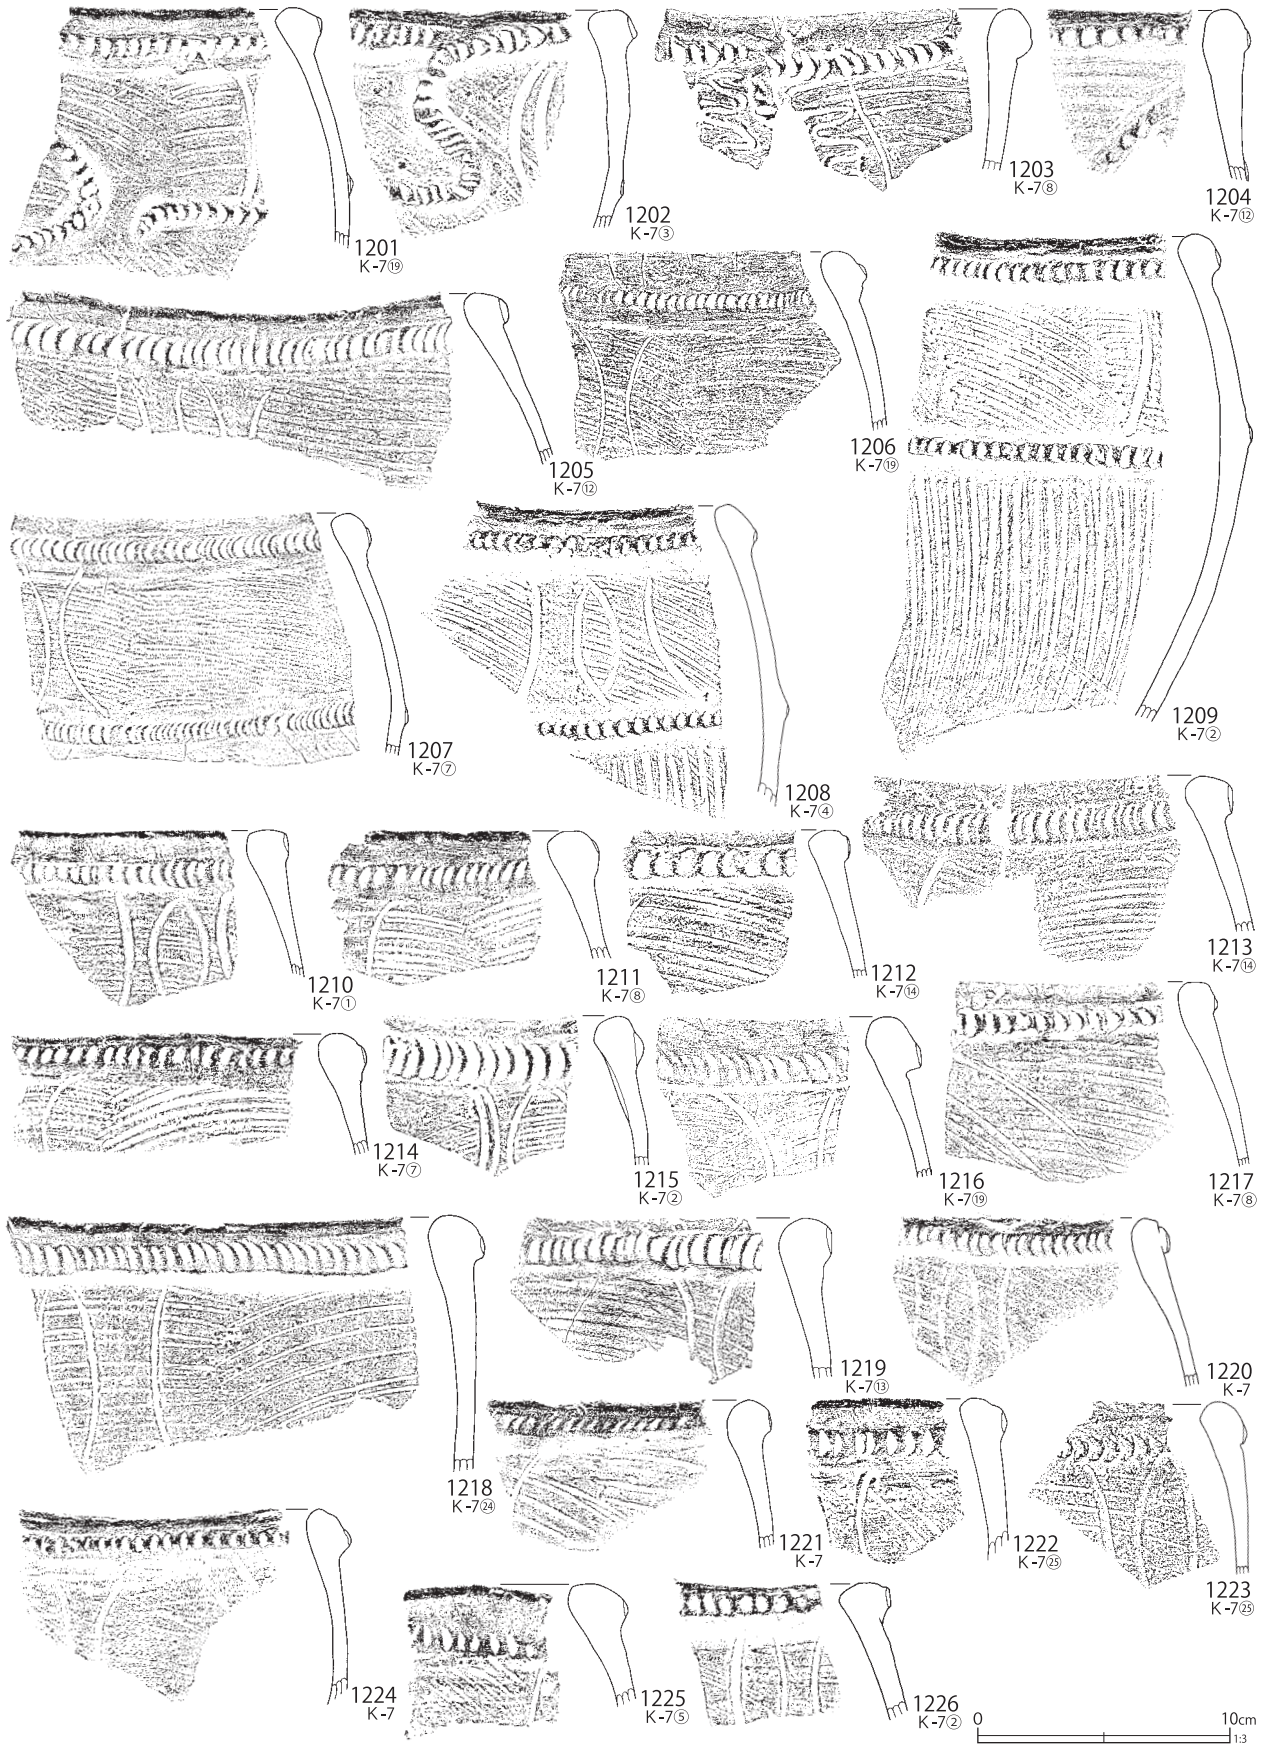 1201
K-7⑲
1202
K-7③
1203
K-7⑧
1204
K-7⑫
1205
K-7⑫
1206
K-7⑲
1207
K-7⑦
1208
K-7④
1209
K-7②
1210
K-7①
1211
K-7⑧
1212
K-7⑭
1213
K-7⑭
1214
K-7⑦
1215
K-7②
1216
K-7⑲
1217
K-7⑧
1218
K-7㉔
1219
K-7⑬
1220
K-7
1221
K-7
1222
K-7㉕
1223
K-7㉕
1224
K-7
1225
K-7⑤
1226
K-7②
0 10cm
1:3